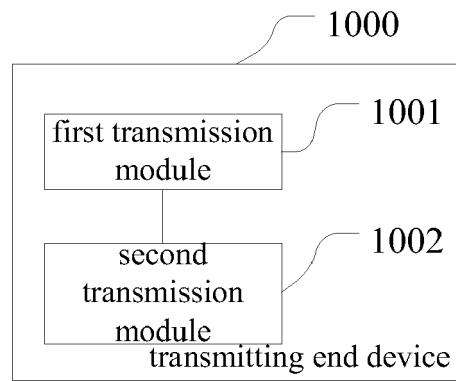 1000
first transmission
module
1001
second
transmission
module
1002
transmitting end device